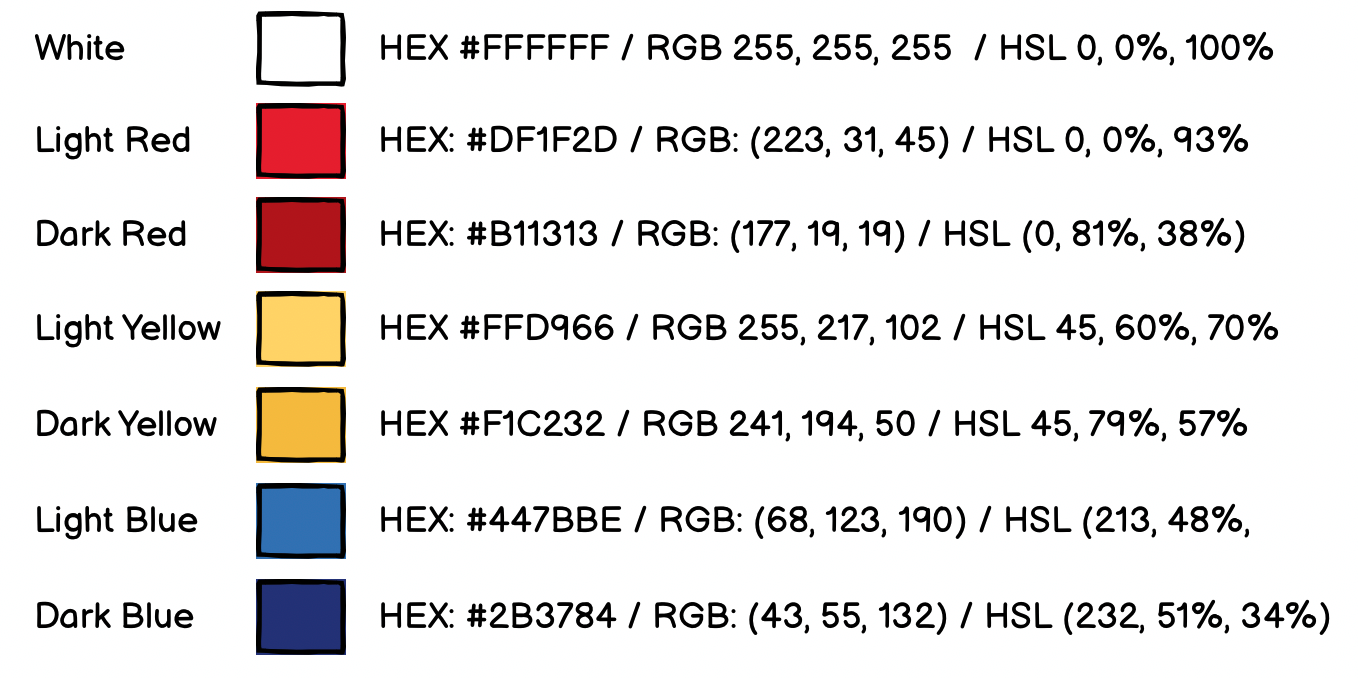 White HEX #FFFFFF / RGB 255, 255, 255 / HSL 0, 0%, 100%
Light Red HEX: #DF1F2D / RGB: (223, 31, 45) / HSL 0, 0%, 93%
Dark Red HEX: #B11313 / RGB: (177, 19, 19) / HSL (0, 81%, 38%)
Light Yellow HEX #FFD966 / RGB 255, 217, 102 / HSL 45, 60%, 70%
Dark Yellow HEX #F1C232 / RGB 241, 194, 50 / HSL 45, 79%, 57%
Light Blue HEX: #447BBE / RGB: (68, 123, 190) / HSL (213, 48%,
Dark Blue HEX: #2B3784 / RGB: (43, 55, 132) / HSL (232, 51%, 34%)